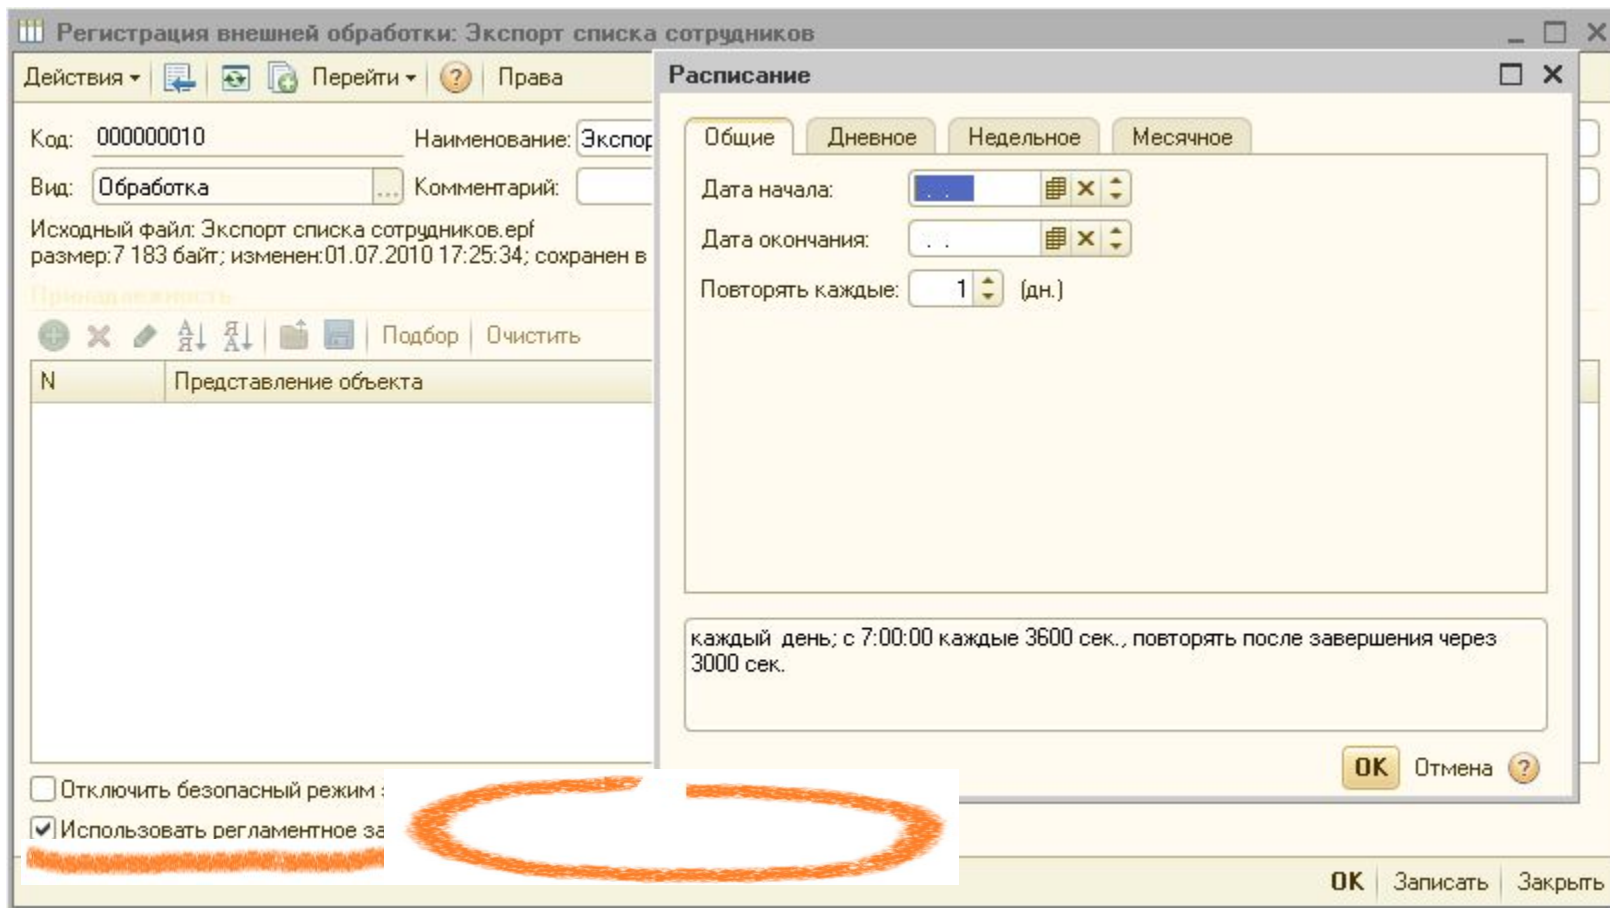 Регистрация внешней обработки: Экспорт списка сотрудников
Действия
Перейти
Права
Код: 000000010
Наименование: Экспор
Вид: Обработка ...
Комментарий:
Исходный файл: Экспорт списка сотрудников.epf
размер:7 183 байт; изменен:01.07.2010 17:25:34; сохранен в
Принадлежность
Подбор
Очистить
N
Представление объекта
Отключить безопасный режим
Использовать регламентное за
Расписание
Общие
Дневное
Недельное
Месячное
Дата начала: . .
Дата окончания: . .
Повторять каждые: 1 (дн.)
каждый день; с 7:00:00 каждые 3600 сек., повторять после завершения через
3000 сек.
OK
Отмена
OK
Записать
Закрыть